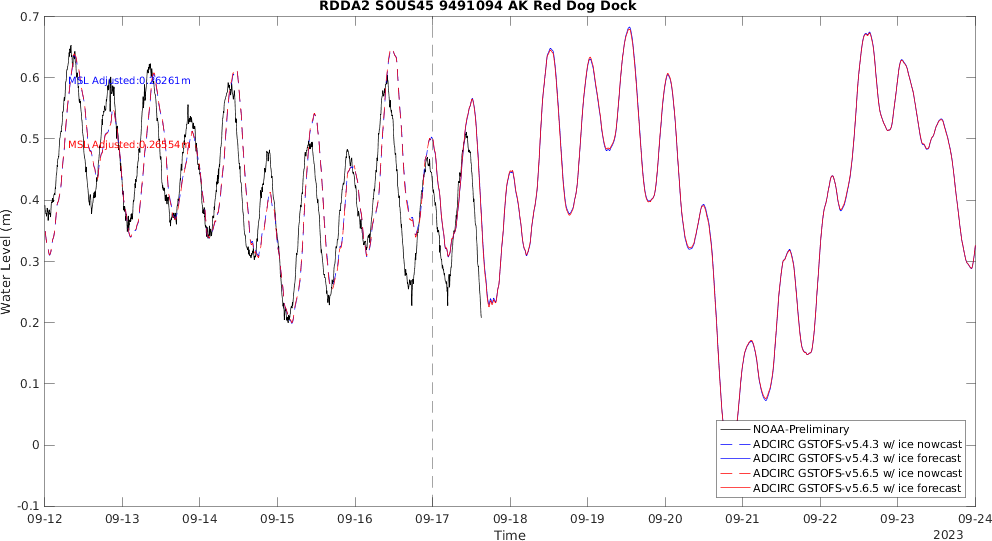 RDDA2 SOUS45 9491094 AK Red Dog Dock
0.7
0.6
0.5
0.4
0.3
0.2
0.1
0
-0.1
Water Level (m)
MSL Adjusted:0.26261m
MSL Adjusted:0.26554m
NOAA-Preliminary
ADCIRC GSTOFS-v5.4.3 w/ ice nowcast
ADCIRC GSTOFS-v5.4.3 w/ ice forecast
ADCIRC GSTOFS-v5.6.5 w/ ice nowcast
ADCIRC GSTOFS-v5.6.5 w/ ice forecast
09-12 09-13 09-14 09-15 09-16 09-17 09-18 09-19 09-20 09-21 09-22 09-23 09-24
Time
2023